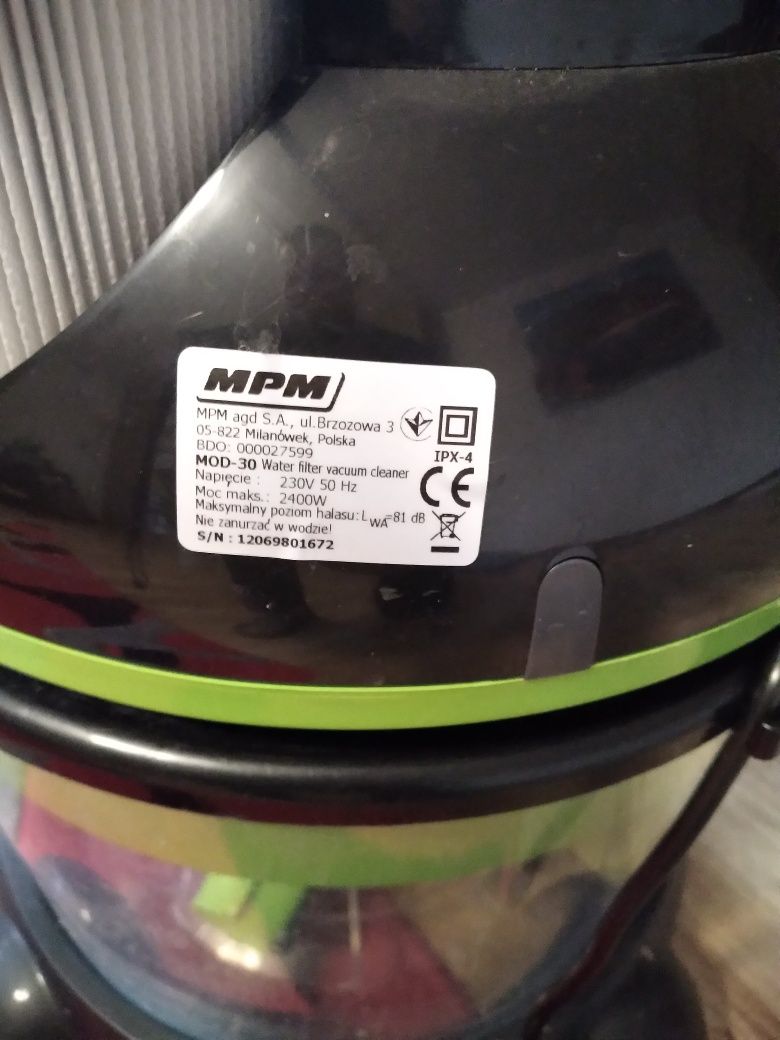 MPM
MPM agd S.A., ul.Brzozowa 3
05-822 Milanówek, Polska
BDO: 000027599
MOD-30 Water filter vacuum cleaner
Napięcie : 230V 50 Hz
Moc maks.: 2400W
Maksymalny poziom halasu: LWA=81 dB
Nie zanurzać w wodzie!
S/N : 12069801672
IPX-4
CE